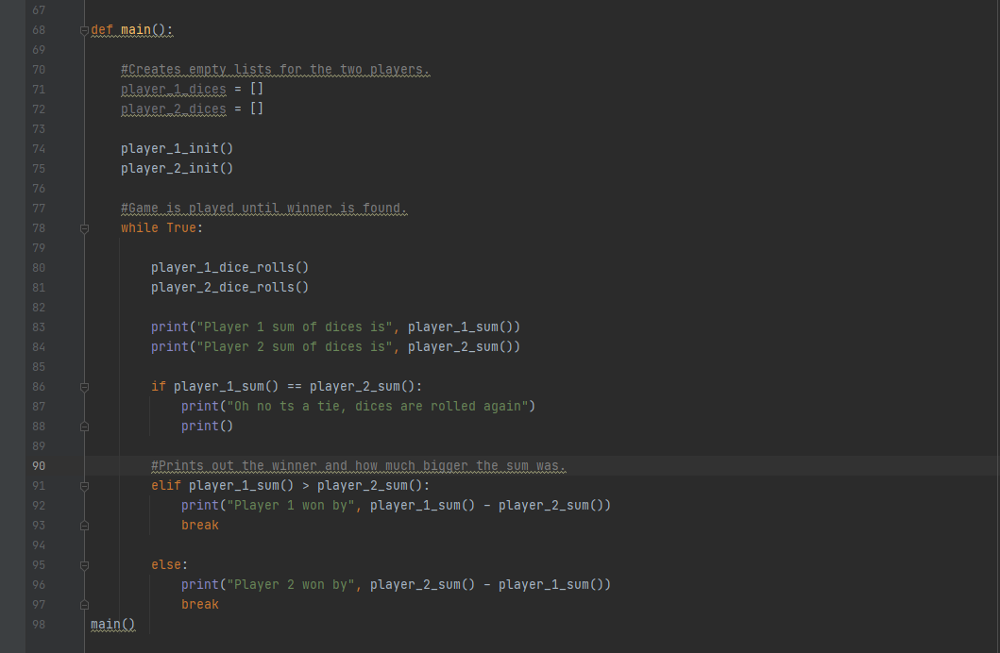 67
68 def main():
69
70 #Creates empty lists for the two players.
71 player_1_dices = []
72 player_2_dices = []
73
74 player_1_init()
75 player_2_init()
76
77 #Game is played until winner is found.
78 while True:
79
80 player_1_dice_rolls()
81 player_2_dice_rolls()
82
83 print("Player 1 sum of dices is", player_1_sum())
84 print("Player 2 sum of dices is", player_2_sum())
85
86 if player_1_sum() == player_2_sum():
87 print("Oh no ts a tie, dices are rolled again")
88 print()
89
90 #Prints out the winner and how much bigger the sum was.
91 elif player_1_sum() > player_2_sum():
92 print("Player 1 won by", player_1_sum() - player_2_sum())
93 break
94
95 else:
96 print("Player 2 won by", player_2_sum() - player_1_sum())
97 break
98 main()